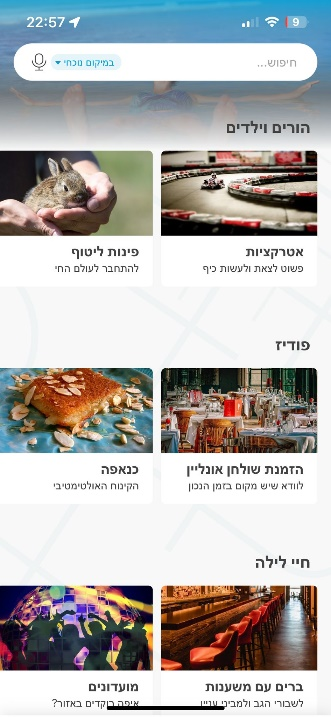 22:57
9
חיפוש...
במיקום נוכחי
הורים וילדים
אטרקציות
פשוט לצאת ולעשות כיף
פינות ליטוף
להתחבר לעולם החי
פודיז
הזמנת שולחן אונליין
לוודא שיש מקום בזמן הנכון
כנאפה
הקינוח האולטימטיבי
חיי לילה
ברים עם משענות
לשבורי הגב ולמביני עניין
מועדונים
איפה רוקדים באזור?